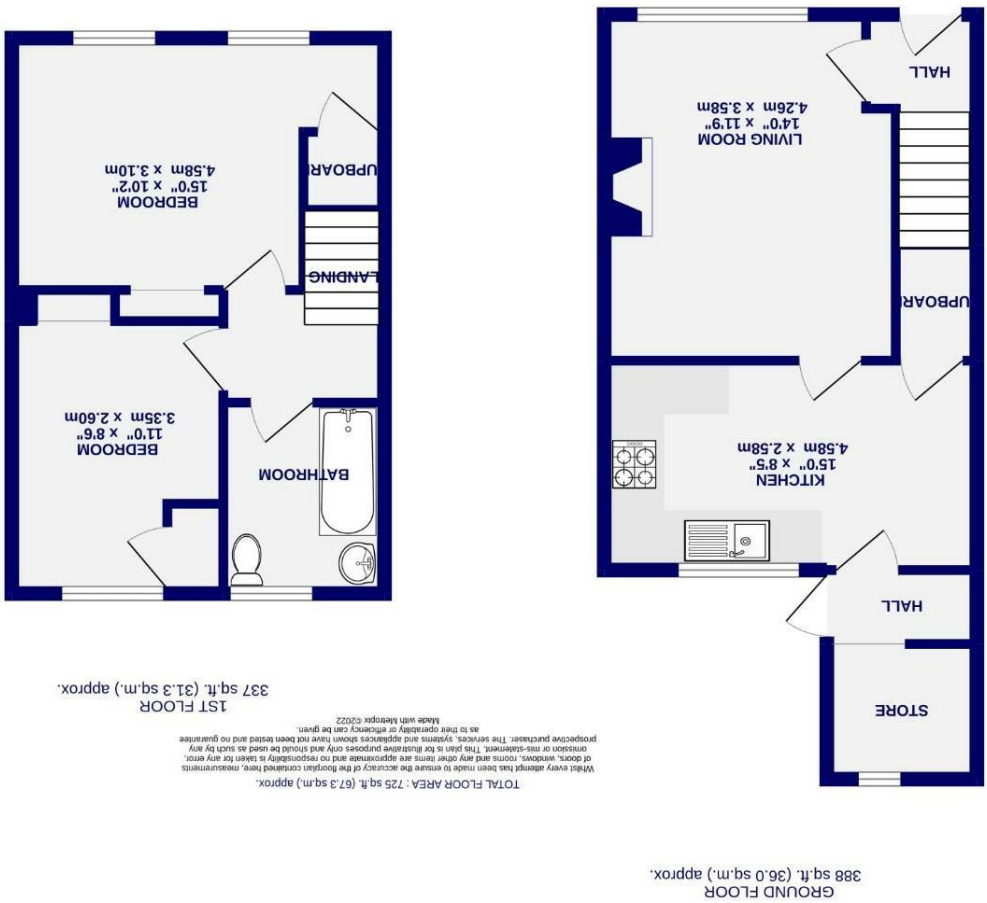 GROUND FLOOR
388 sq.ft. (36.0 sq.m.) approx.
STORE
HALL
KITCHEN
15'0" x 8'5"
4.58m x 2.58m
UPBOARD
LIVING ROOM
14'0" x 11'9"
4.26m x 3.58m
HALL
1ST FLOOR
337 sq.ft. (31.3 sq.m.) approx.
BATHROOM
BEDROOM
11'0" x 8'6"
3.35m x 2.60m
LANDING
UPBOARD
BEDROOM
15'0" x 10'2"
4.58m x 3.10m
TOTAL FLOOR AREA : 725 sq.ft. (67.3 sq.m.) approx.
Whilst every attempt has been made to ensure the accuracy of the floorplan contained here, measurements
of doors, windows, rooms and any other items are approximate and no responsibility is taken for any error,
omission or mis-statement. This plan is for illustrative purposes only and should be used as such by any
prospective purchaser. The services, systems and appliances shown have not been tested and no guarantee
as to their operability or efficiency can be given.
Made with Metropix ©2022